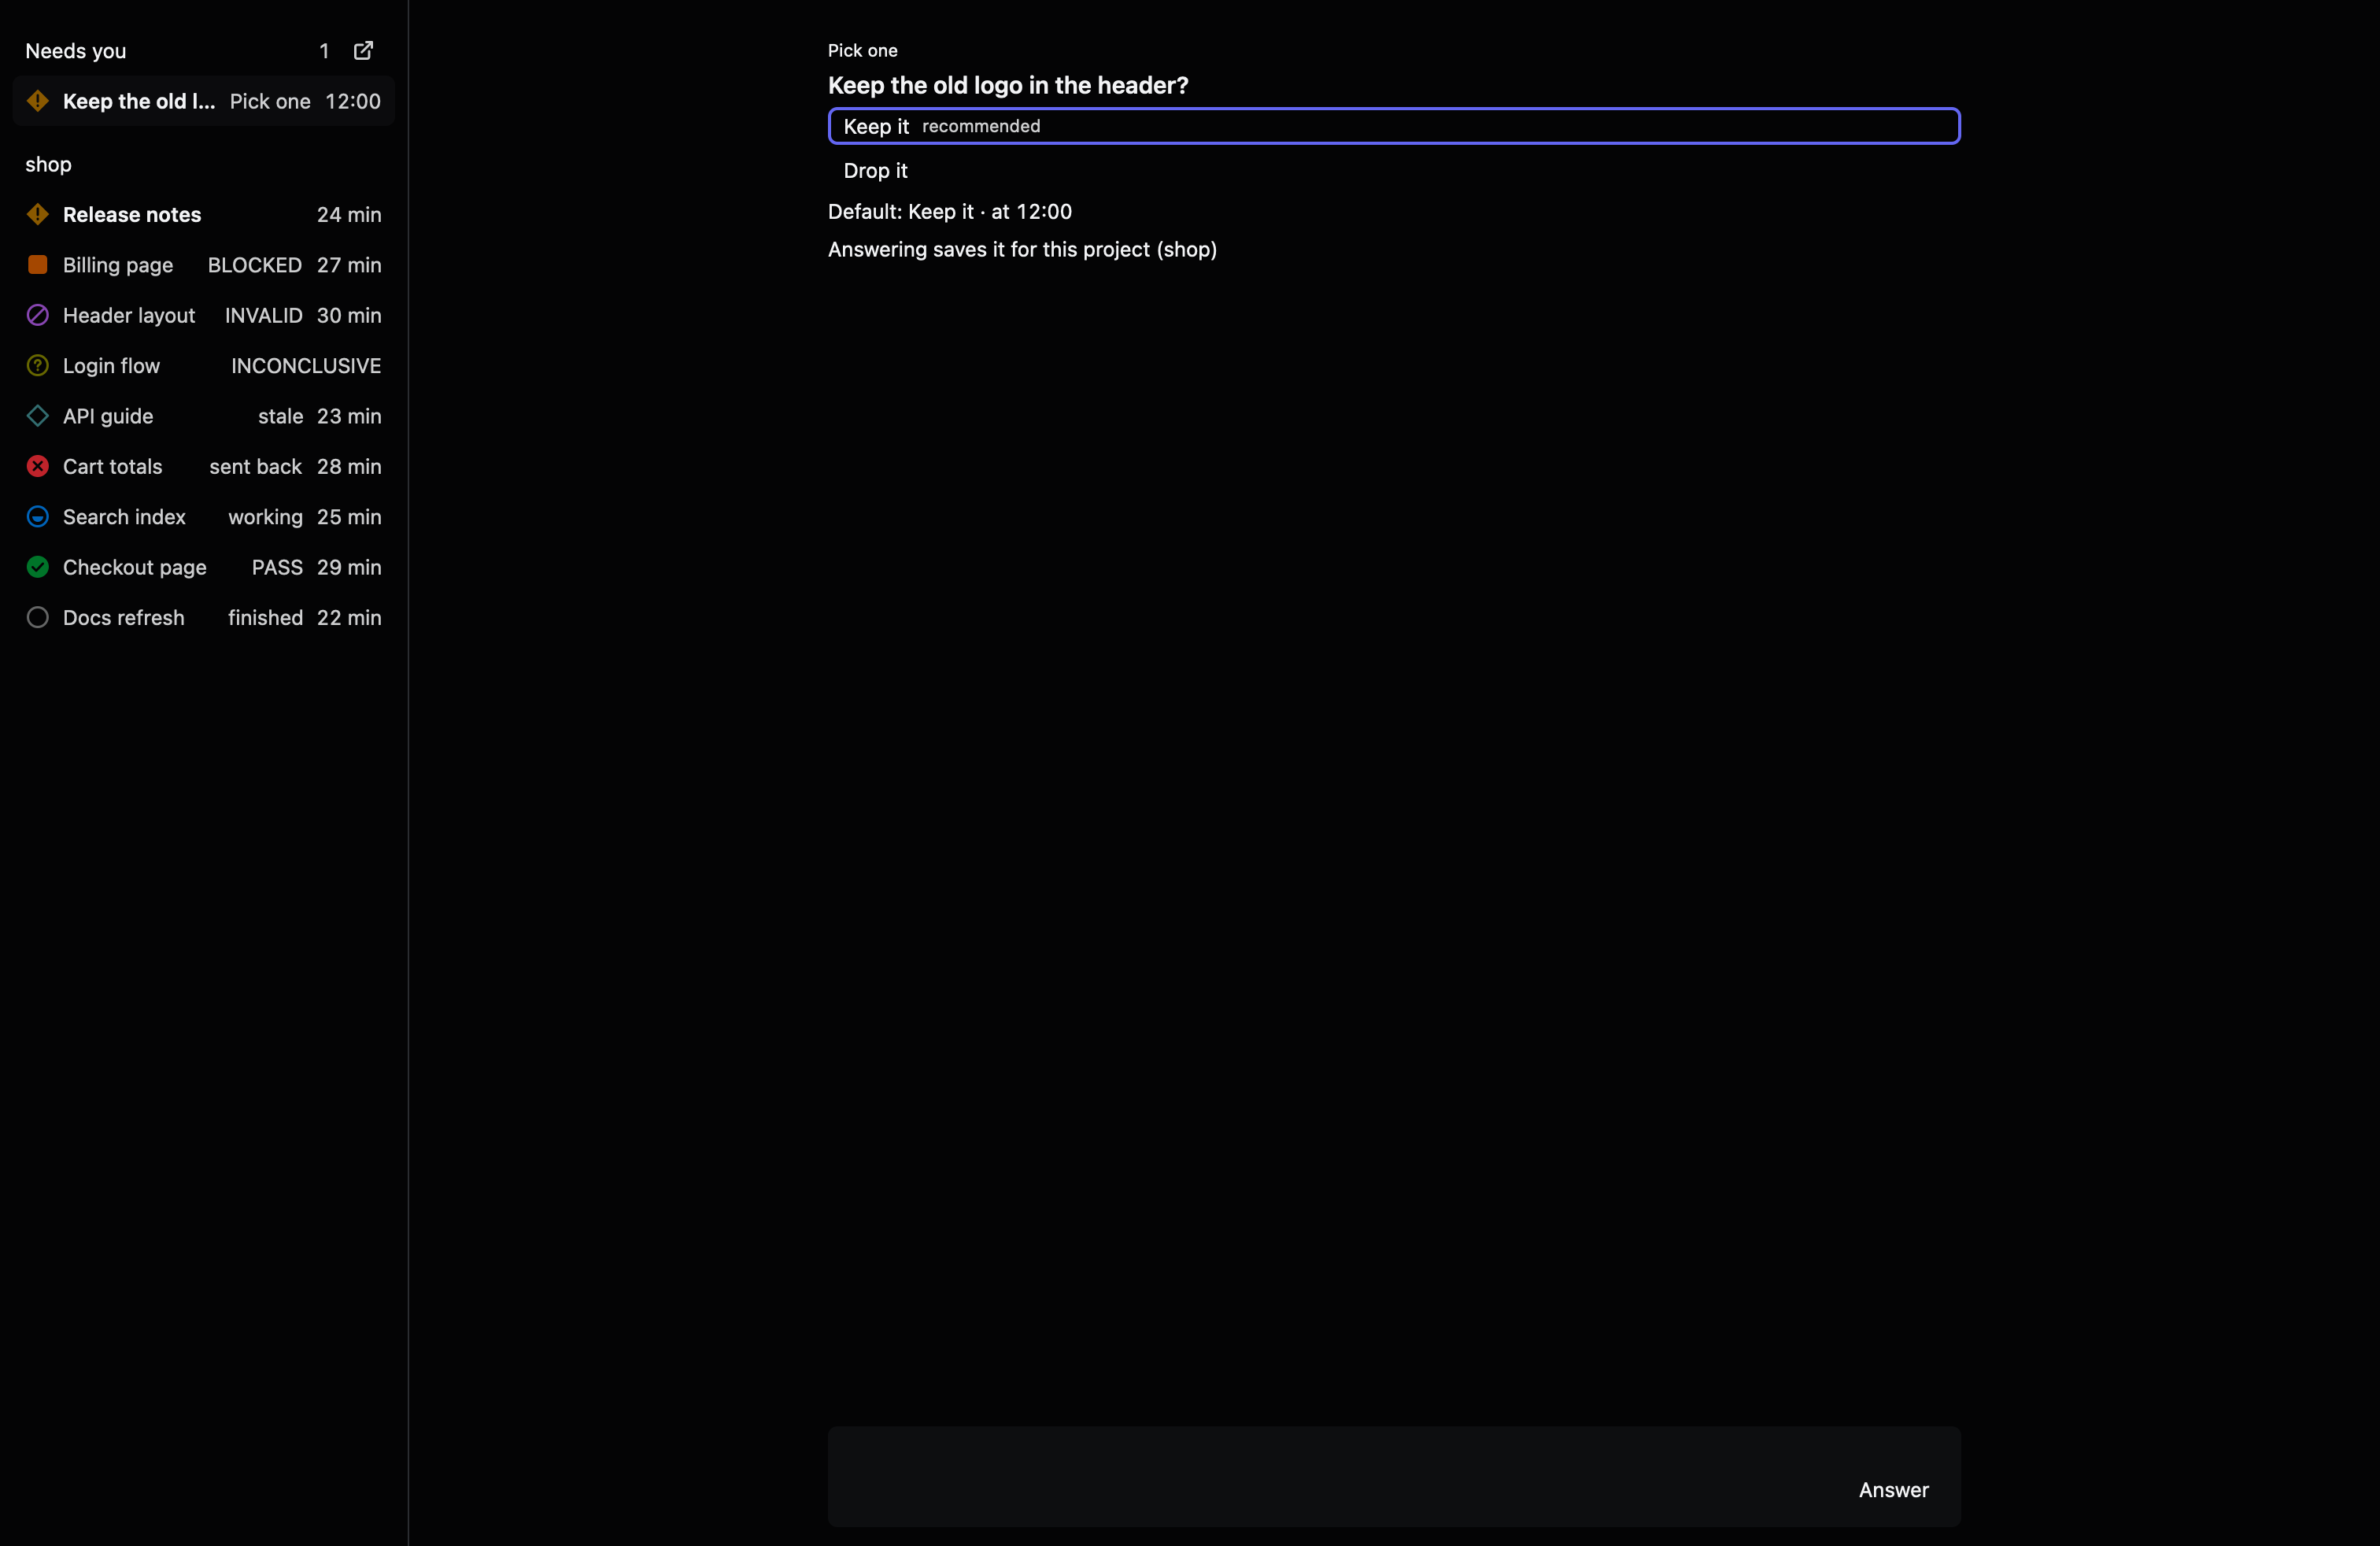 Needs you 1
Keep the old l... Pick one 12:00
shop
Release notes 24 min
Billing page BLOCKED 27 min
Header layout INVALID 30 min
Login flow INCONCLUSIVE
API guide stale 23 min
Cart totals sent back 28 min
Search index working 25 min
Checkout page PASS 29 min
Docs refresh finished 22 min
Pick one
Keep the old logo in the header?
Keep it recommended
Drop it
Default: Keep it · at 12:00
Answering saves it for this project (shop)
Answer